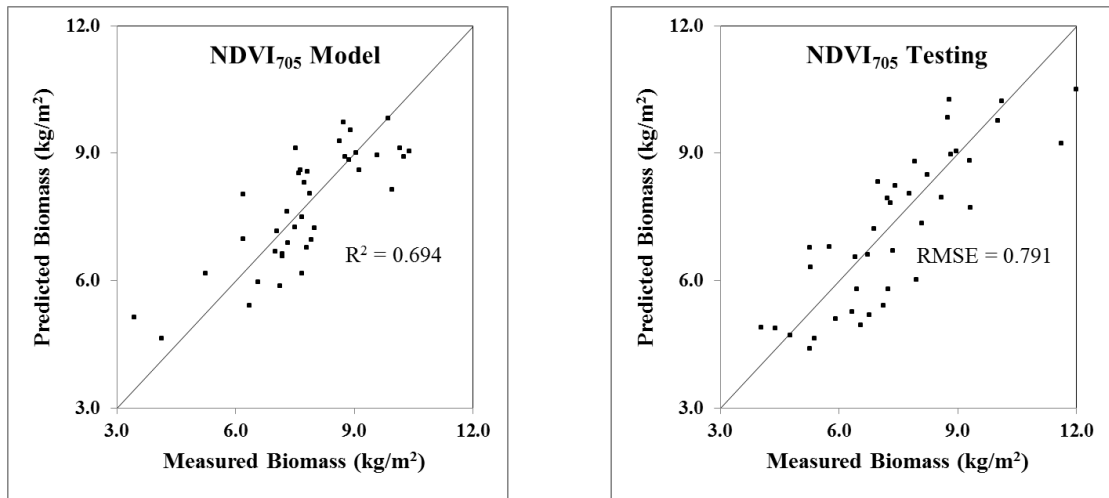 NDVI₇₀₅ Model
Predicted Biomass (kg/m²)
12.0
9.0
6.0
3.0
R² = 0.694
3.0 6.0 9.0 12.0
Measured Biomass (kg/m²)
NDVI₇₀₅ Testing
Predicted Biomass (kg/m²)
12.0
9.0
6.0
3.0
RMSE = 0.791
3.0 6.0 9.0 12.0
Measured Biomass (kg/m²)